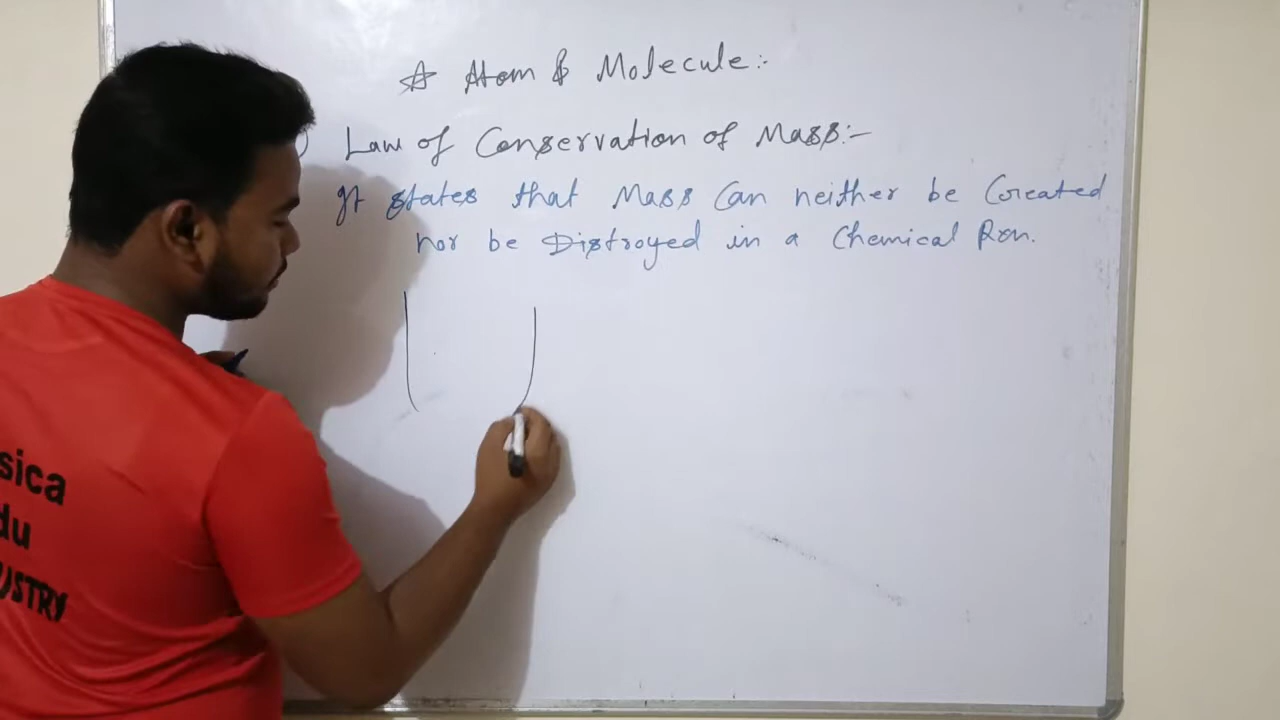 Atom & Molecule:-
Law of Conservation of Mass:-
It states that Mass Can neither be Created
nor be Distroyed in a Chemical Rxn.
sica
du
USTRY